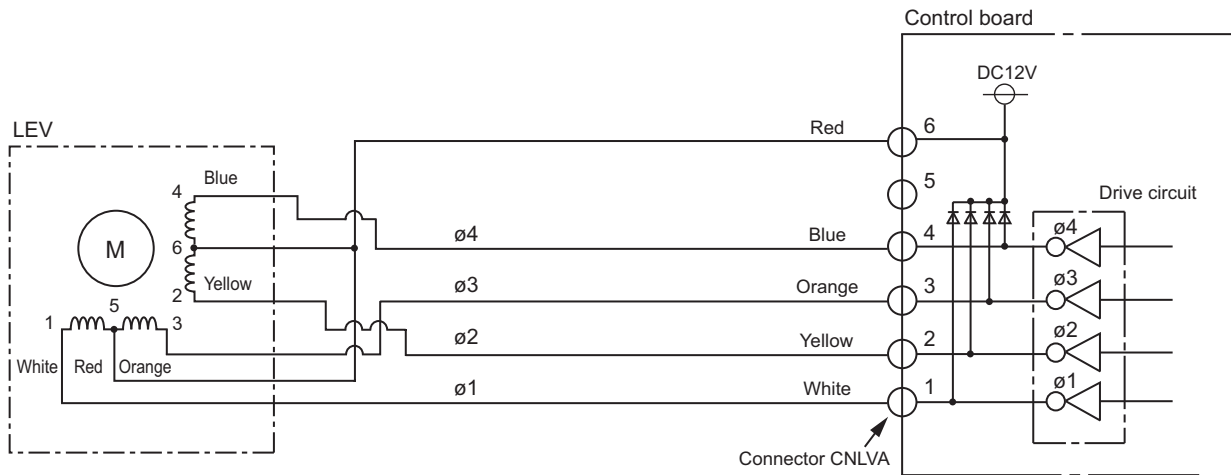 Control board
DC12V
LEV
Red
6
5
4
Blue
Drive circuit
M
6
ø4
Blue
4
ø4
Yellow
2
ø3
Orange
3
ø3
5
1
3
ø2
Yellow
2
ø2
White
Red
Orange
ø1
White
1
ø1
Connector CNLVA